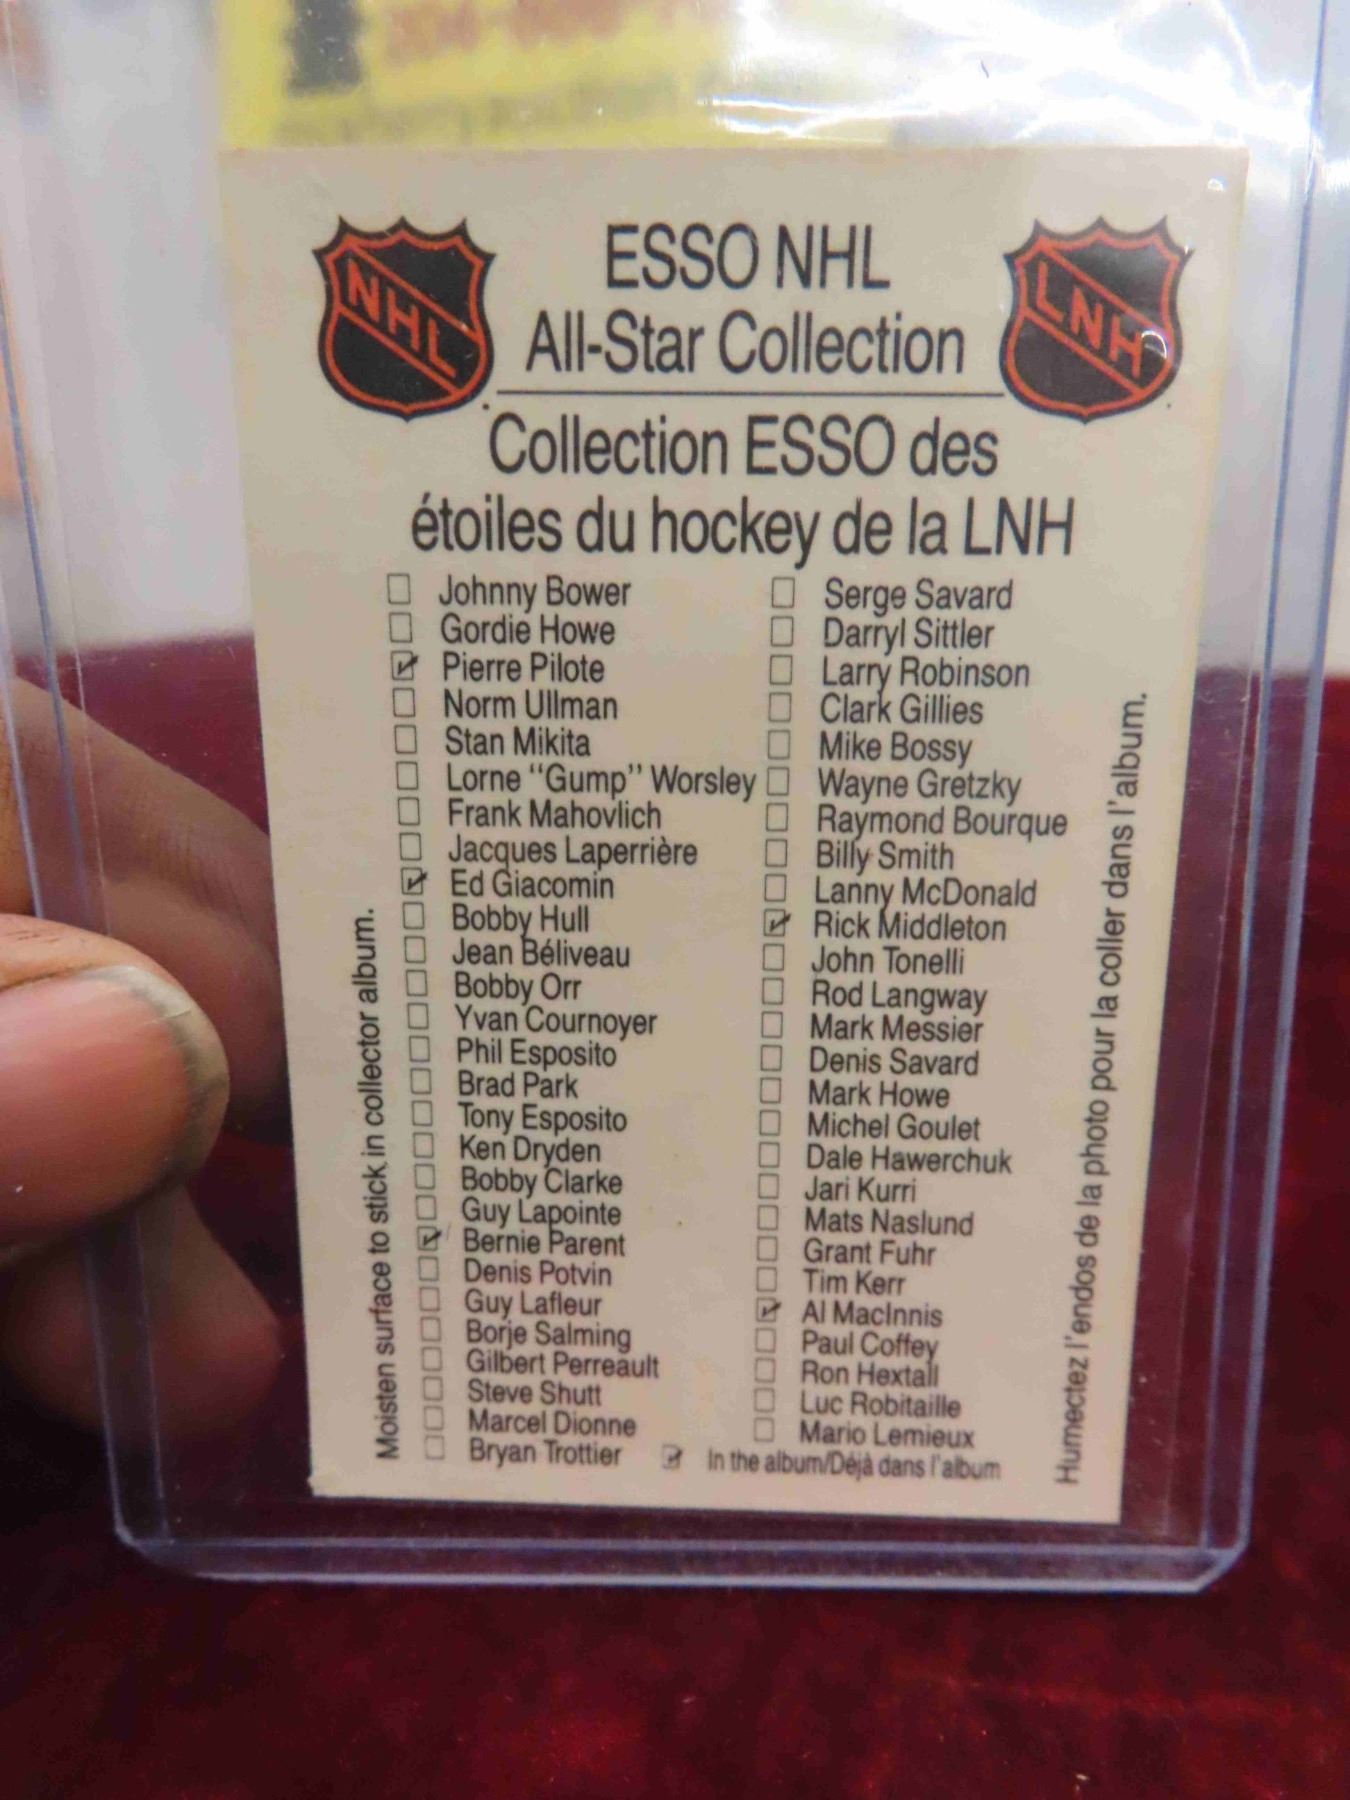 NHL
ESSO NHL
All-Star Collection
LNH
Collection ESSO des
étoiles du hockey de la LNH
Johnny Bower
Gordie Howe
Pierre Pilote
Norm Ullman
Stan Mikita
Lorne "Gump" Worsley
Frank Mahovlich
Jacques Laperrière
Ed Giacomin
Bobby Hull
Jean Béliveau
Bobby Orr
Yvan Cournoyer
Phil Esposito
Brad Park
Tony Esposito
Ken Dryden
Bobby Clarke
Guy Lapointe
Bernie Parent
Denis Potvin
Guy Lafleur
Borje Salming
Gilbert Perreault
Steve Shutt
Marcel Dionne
Bryan Trottier
Serge Savard
Darryl Sittler
Larry Robinson
Clark Gillies
Mike Bossy
Wayne Gretzky
Raymond Bourque
Billy Smith
Lanny McDonald
Rick Middleton
John Tonelli
Rod Langway
Mark Messier
Denis Savard
Mark Howe
Michel Goulet
Dale Hawerchuk
Jari Kurri
Mats Naslund
Grant Fuhr
Tim Kerr
Al MacInnis
Paul Coffey
Ron Hextall
Luc Robitaille
Mario Lemieux
In the album/Déjà dans l'album
Moisten surface to stick in collector album.
Humectez l'endos de la photo pour la coller dans l'album.